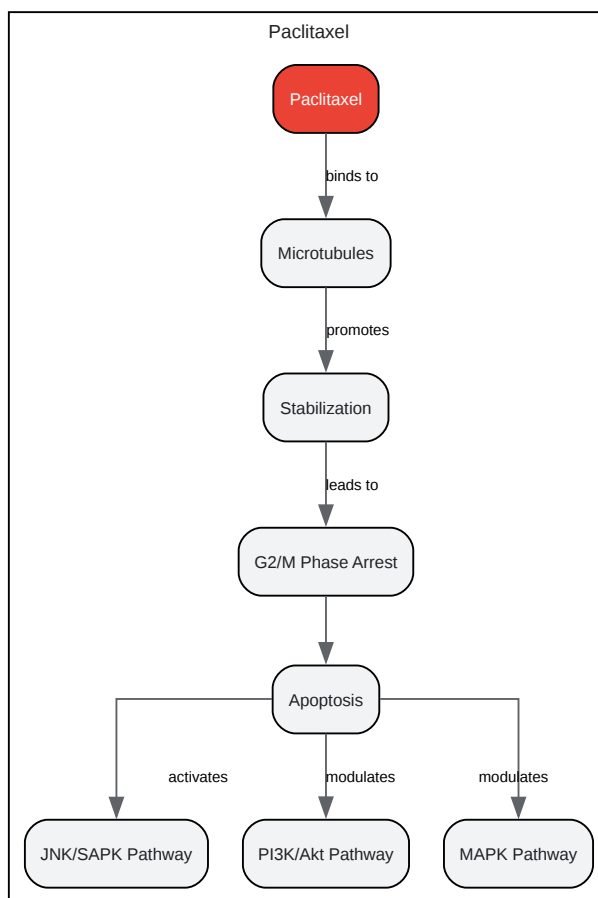 Paclitaxel
Paclitaxel
binds to
Microtubules
promotes
Stabilization
leads to
G2/M Phase Arrest
Apoptosis
activates
modulates
modulates
JNK/SAPK Pathway
PI3K/Akt Pathway
MAPK Pathway